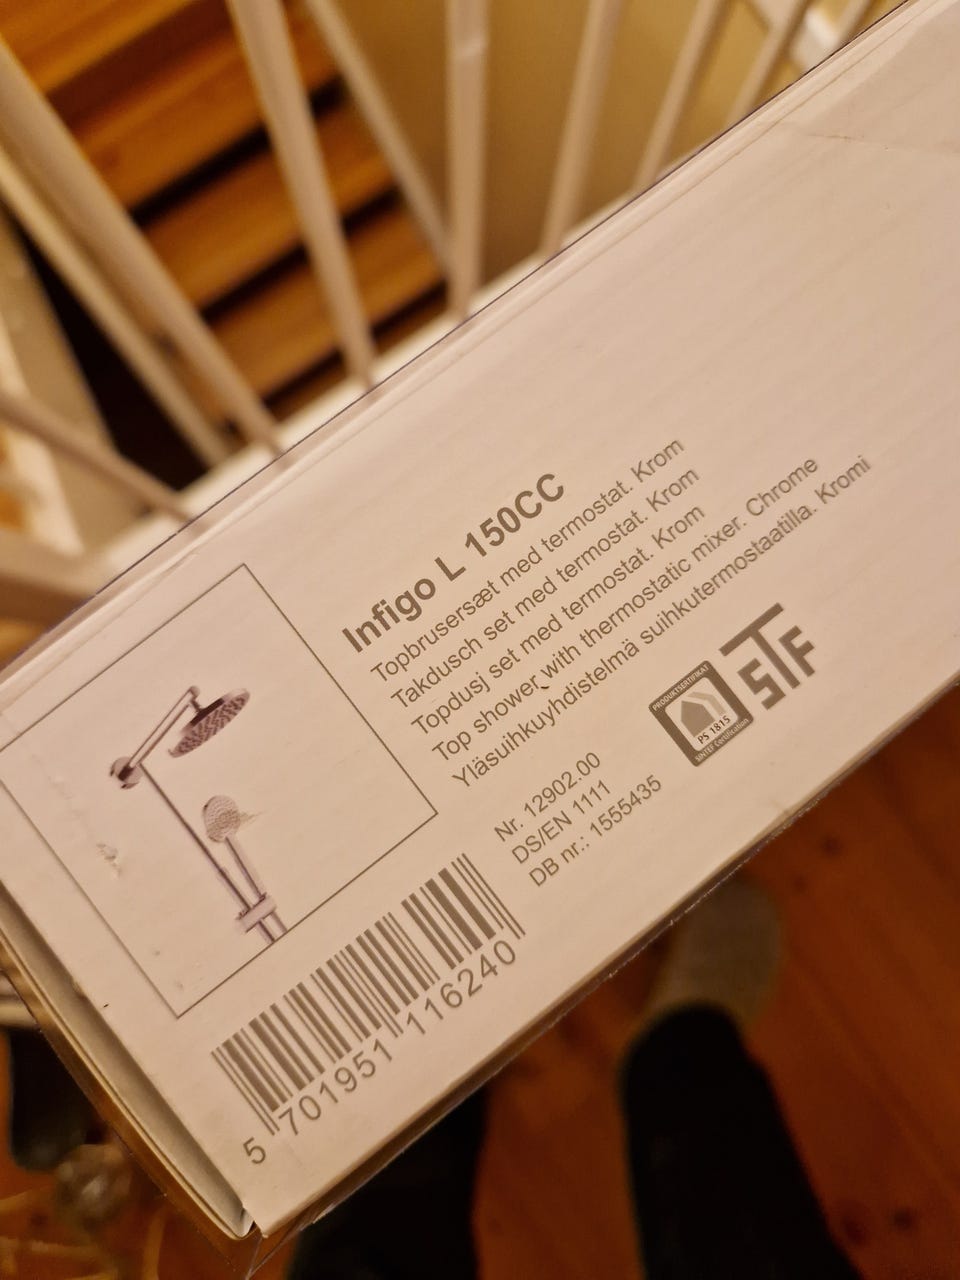 Infigo L 150CC
Topbrusersæt med termostat. Krom
Takdusch set med termostat. Krom
Topdusj set med termostat. Krom
Top shower with thermostatic mixer. Chrome
Yläsuihkuyhdistelmä suihkutermostaatilla. Kromi
PRODUKTSERTIFIKAT
PS 1815
SINTEF Certification
STF
Nr. 12902.00
DS/EN 1111
DB nr.: 1555435
5 701951 116240